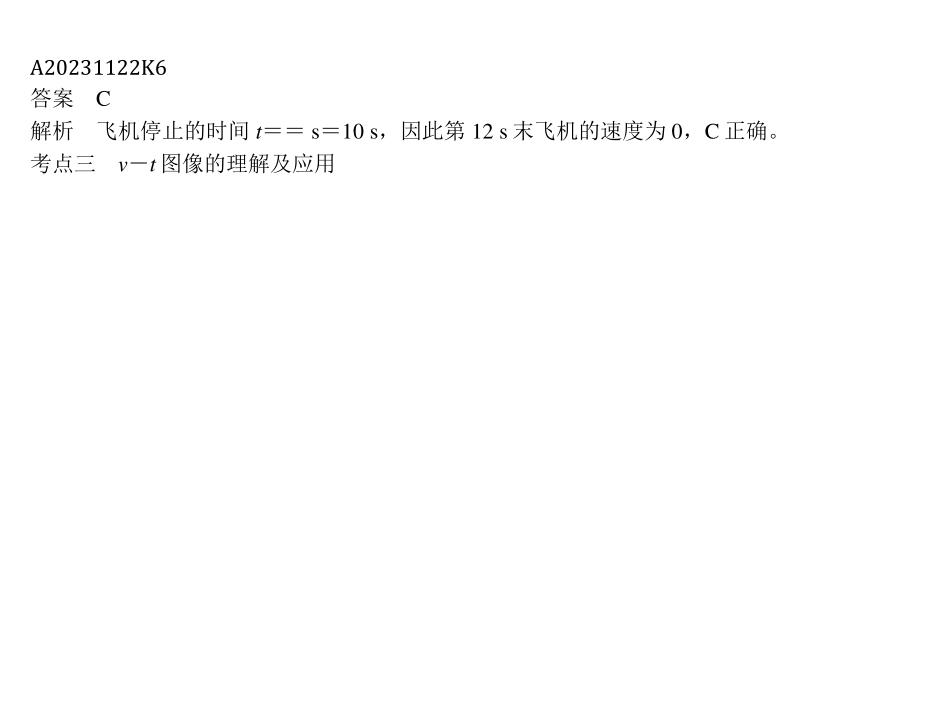 A20231122K6
答案　C
解析　飞机停止的时间 t＝＝ s＝10 s，因此第 12 s 末飞机的速度为 0，C 正确。
考点三　v－t 图像的理解及应用